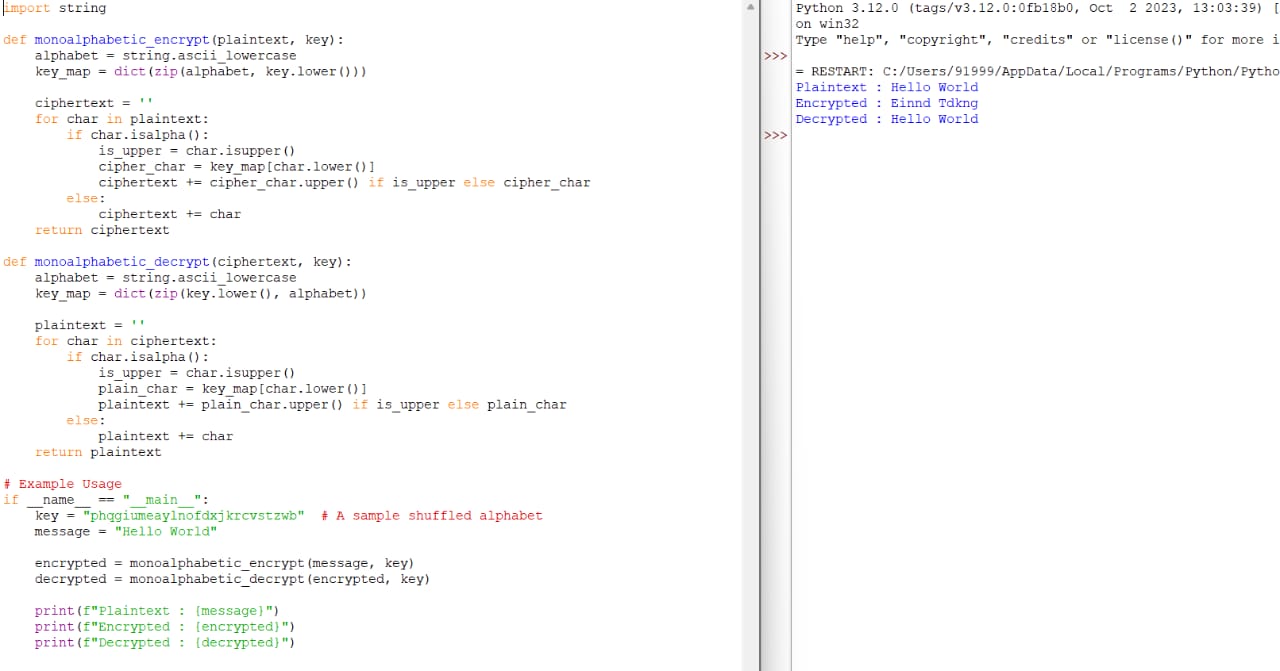 import string

def monoalphabetic_encrypt(plaintext, key):
    alphabet = string.ascii_lowercase
    key_map = dict(zip(alphabet, key.lower()))

    ciphertext = ''
    for char in plaintext:
        if char.isalpha():
            is_upper = char.isupper()
            cipher_char = key_map[char.lower()]
            ciphertext += cipher_char.upper() if is_upper else cipher_char
        else:
            ciphertext += char
    return ciphertext

def monoalphabetic_decrypt(ciphertext, key):
    alphabet = string.ascii_lowercase
    key_map = dict(zip(key.lower(), alphabet))

    plaintext = ''
    for char in ciphertext:
        if char.isalpha():
            is_upper = char.isupper()
            plain_char = key_map[char.lower()]
            plaintext += plain_char.upper() if is_upper else plain_char
        else:
            plaintext += char
    return plaintext

# Example Usage
if __name__ == "__main__":
    key = "phqgiumeaylnofdxjkrcvstzwb"  # A sample shuffled alphabet
    message = "Hello World"

    encrypted = monoalphabetic_encrypt(message, key)
    decrypted = monoalphabetic_decrypt(encrypted, key)

    print(f"Plaintext : {message}")
    print(f"Encrypted : {encrypted}")
    print(f"Decrypted : {decrypted}")

Python 3.12.0 (tags/v3.12.0:0fb18b0, Oct  2 2023, 13:03:39) [
on win32
Type "help", "copyright", "credits" or "license()" for more i
>>>
= RESTART: C:/Users/91999/AppData/Local/Programs/Python/Pytho
Plaintext : Hello World
Encrypted : Einnd Tdkng
Decrypted : Hello World
>>>